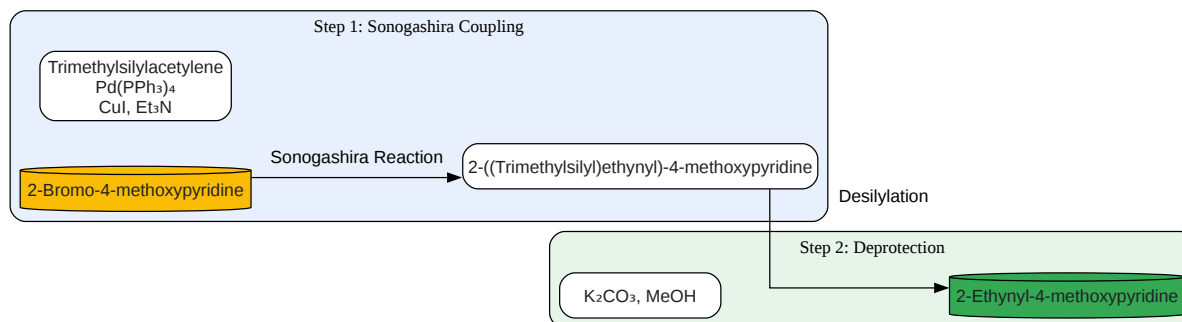 Step 1: Sonogashira Coupling
Trimethylsilylacetylene
Pd(PPh₃)₄
CuI, Et₃N
2-Bromo-4-methoxypyridine
Sonogashira Reaction
2-((Trimethylsilyl)ethynyl)-4-methoxypyridine
Desilylation
Step 2: Deprotection
K₂CO₃, MeOH
2-Ethynyl-4-methoxypyridine